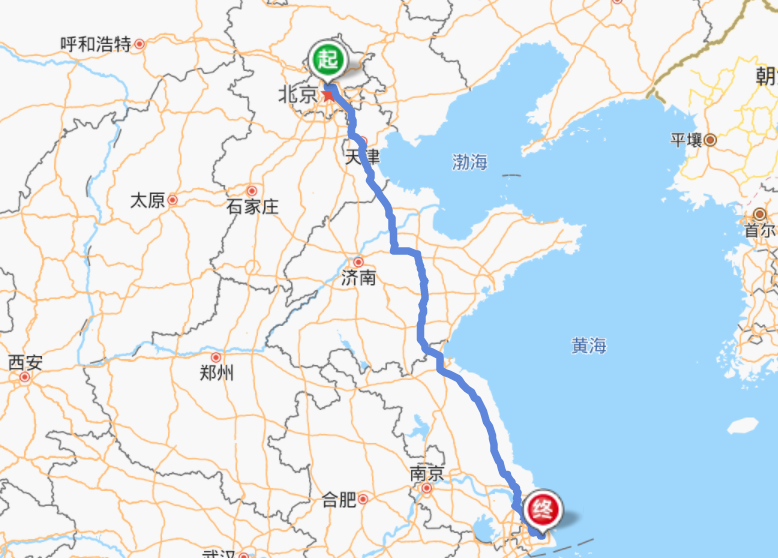 呼和浩特
起
朝
北京
天津
平壤
渤海
太原
石家庄
首尔
济南
黄海
西安
郑州
南京
合肥
终
武汉